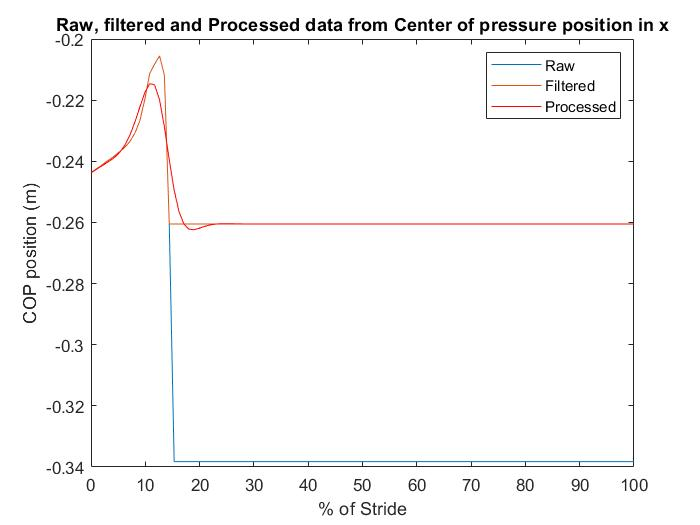 Raw, filtered and Processed data from Center of pressure position in x
-0.2
-0.22
-0.24
-0.26
-0.28
-0.3
-0.32
-0.34
COP position (m)
Raw
Filtered
Processed
0 10 20 30 40 50 60 70 80 90 100
% of Stride